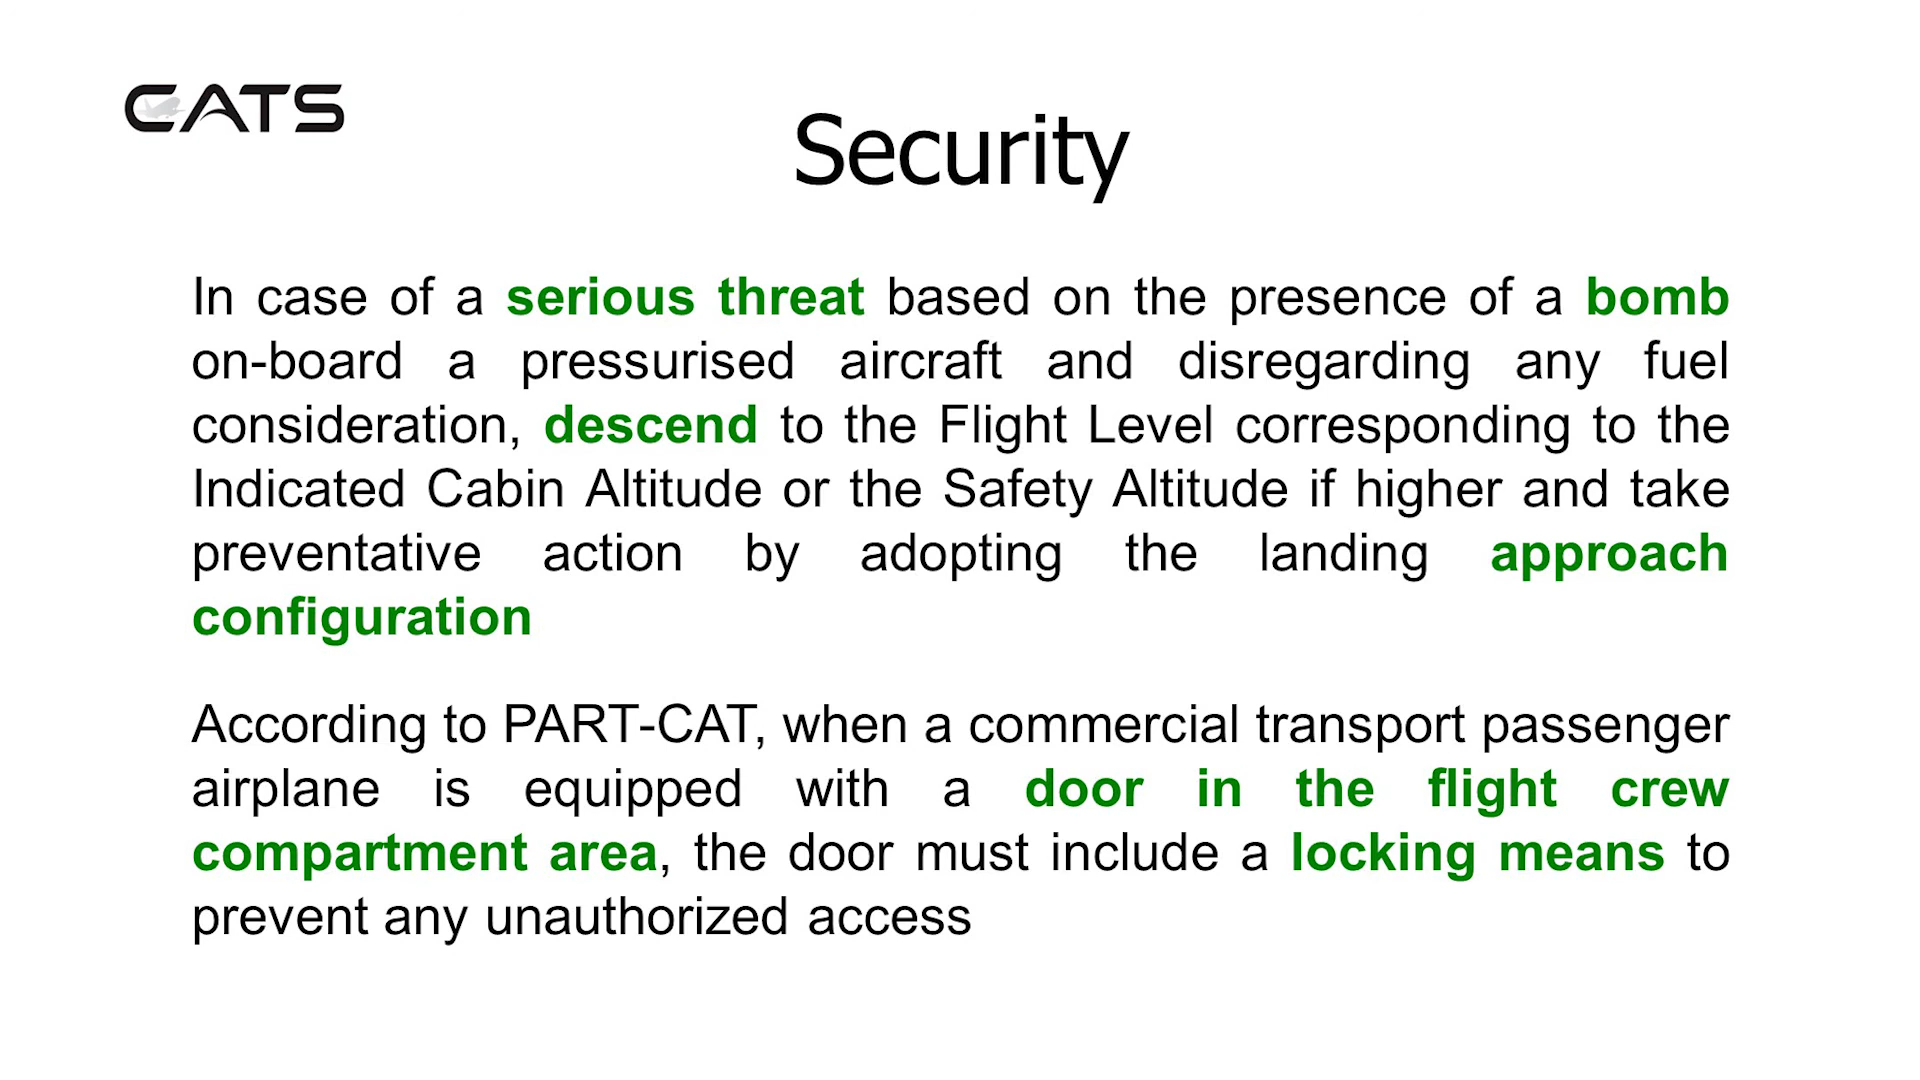 CATS
Security
In case of a serious threat based on the presence of a bomb
on-board a pressurised aircraft and disregarding any fuel
consideration, descend to the Flight Level corresponding to the
Indicated Cabin Altitude or the Safety Altitude if higher and take
preventative action by adopting the landing approach
configuration
According to PART-CAT, when a commercial transport passenger
airplane is equipped with a door in the flight crew
compartment area, the door must include a locking means to
prevent any unauthorized access